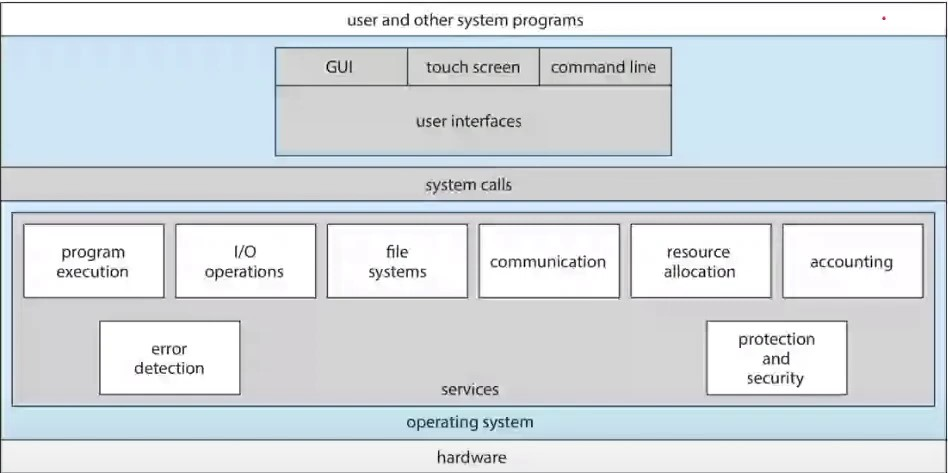 user and other system programs
GUI
touch screen
command line
user interfaces
system calls
program
execution
I/O
operations
file
systems
communication
resource
allocation
accounting
error
detection
protection
and
security
services
operating system
hardware